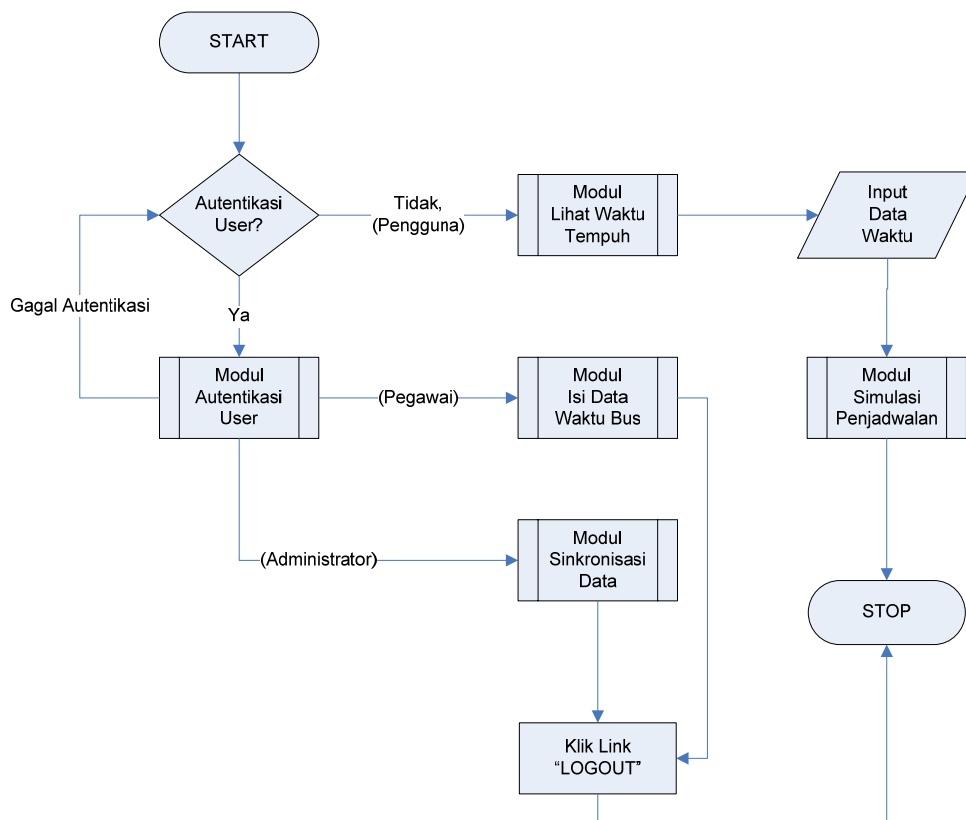 START
Autentikasi
User?
Tidak,
(Pengguna)
Modul
Lihat Waktu
Tempuh
Input
Data
Waktu
Gagal Autentikasi
Ya
Modul
Autentikasi
User
(Pegawai)
Modul
Isi Data
Waktu Bus
Modul
Simulasi
Penjadwalan
(Administrator)
Modul
Sinkronisasi
Data
STOP
Klik Link
“LOGOUT”